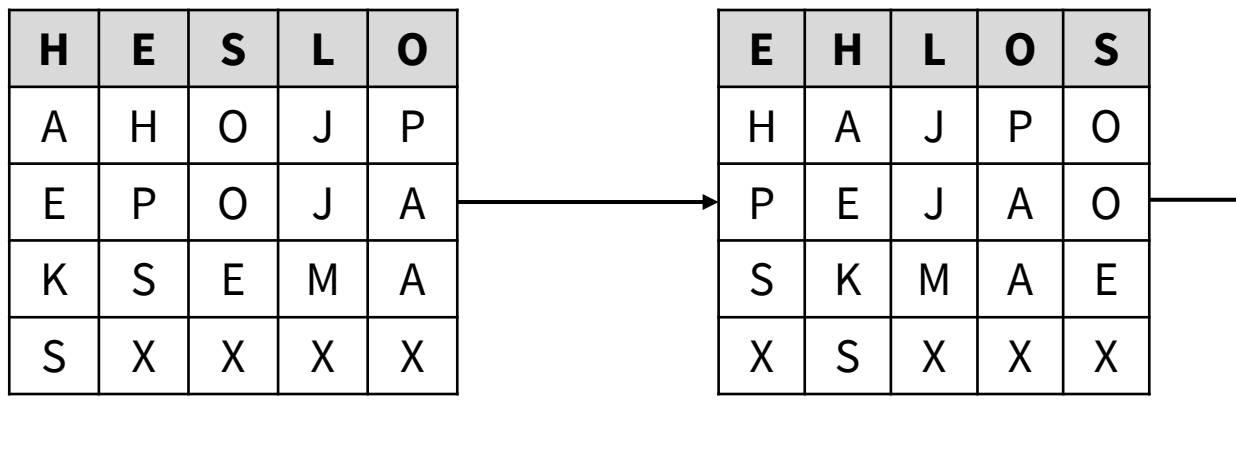 H E S L O
A H O J P
E P O J A
K S E M A
S X X X X
E H L O S
H A J P O
P E J A O
S K M A E
X S X X X